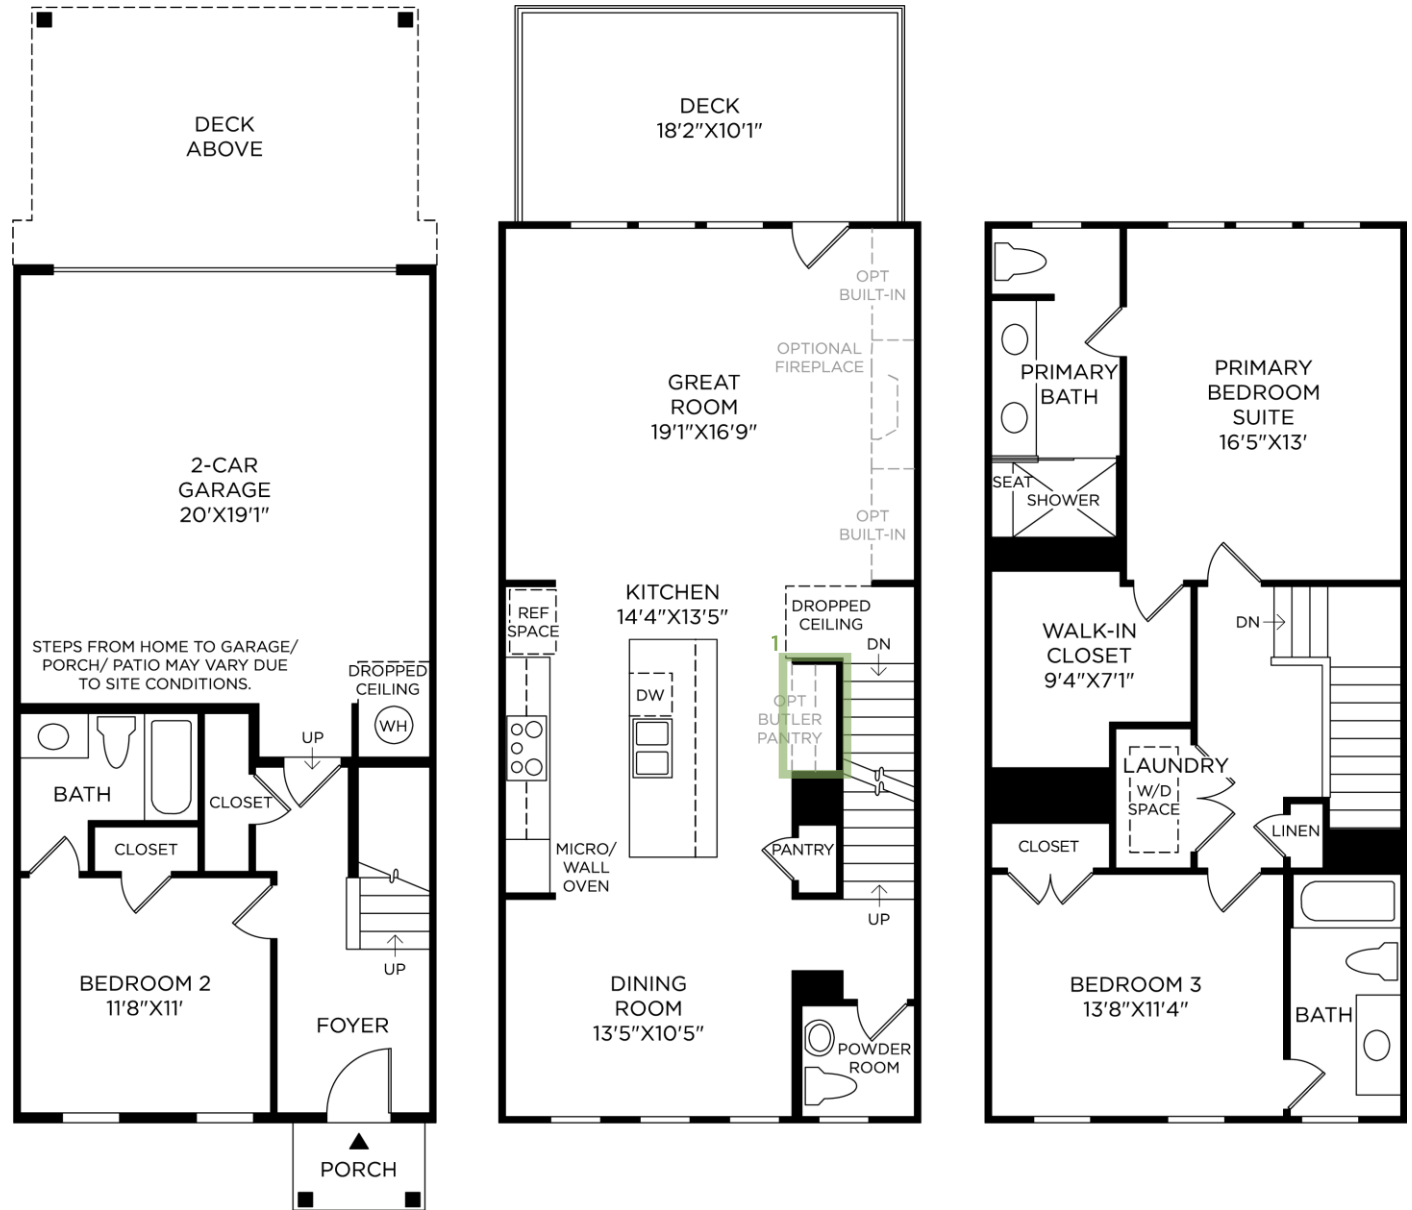 DECK
ABOVE
2-CAR
GARAGE
20'X19'1"
STEPS FROM HOME TO GARAGE/
PORCH/ PATIO MAY VARY DUE
TO SITE CONDITIONS.
DROPPED
CEILING
WH
UP
BATH
CLOSET
CLOSET
UP
BEDROOM 2
11'8"X11'
FOYER
PORCH
DECK
18'2"X10'1"
OPT
BUILT-IN
OPTIONAL
FIREPLACE
GREAT
ROOM
19'1"X16'9"
OPT
BUILT-IN
KITCHEN
14'4"X13'5"
REF
SPACE
DROPPED
CEILING
1
DN
DW
OPT
BUTLER
PANTRY
MICRO/
WALL
OVEN
PANTRY
UP
DINING
ROOM
13'5"X10'5"
POWDER
ROOM
PRIMARY
BATH
PRIMARY
BEDROOM
SUITE
16'5"X13'
SEAT
SHOWER
DN
WALK-IN
CLOSET
9'4"X7'1"
LAUNDRY
W/D
SPACE
LINEN
CLOSET
BEDROOM 3
13'8"X11'4"
BATH